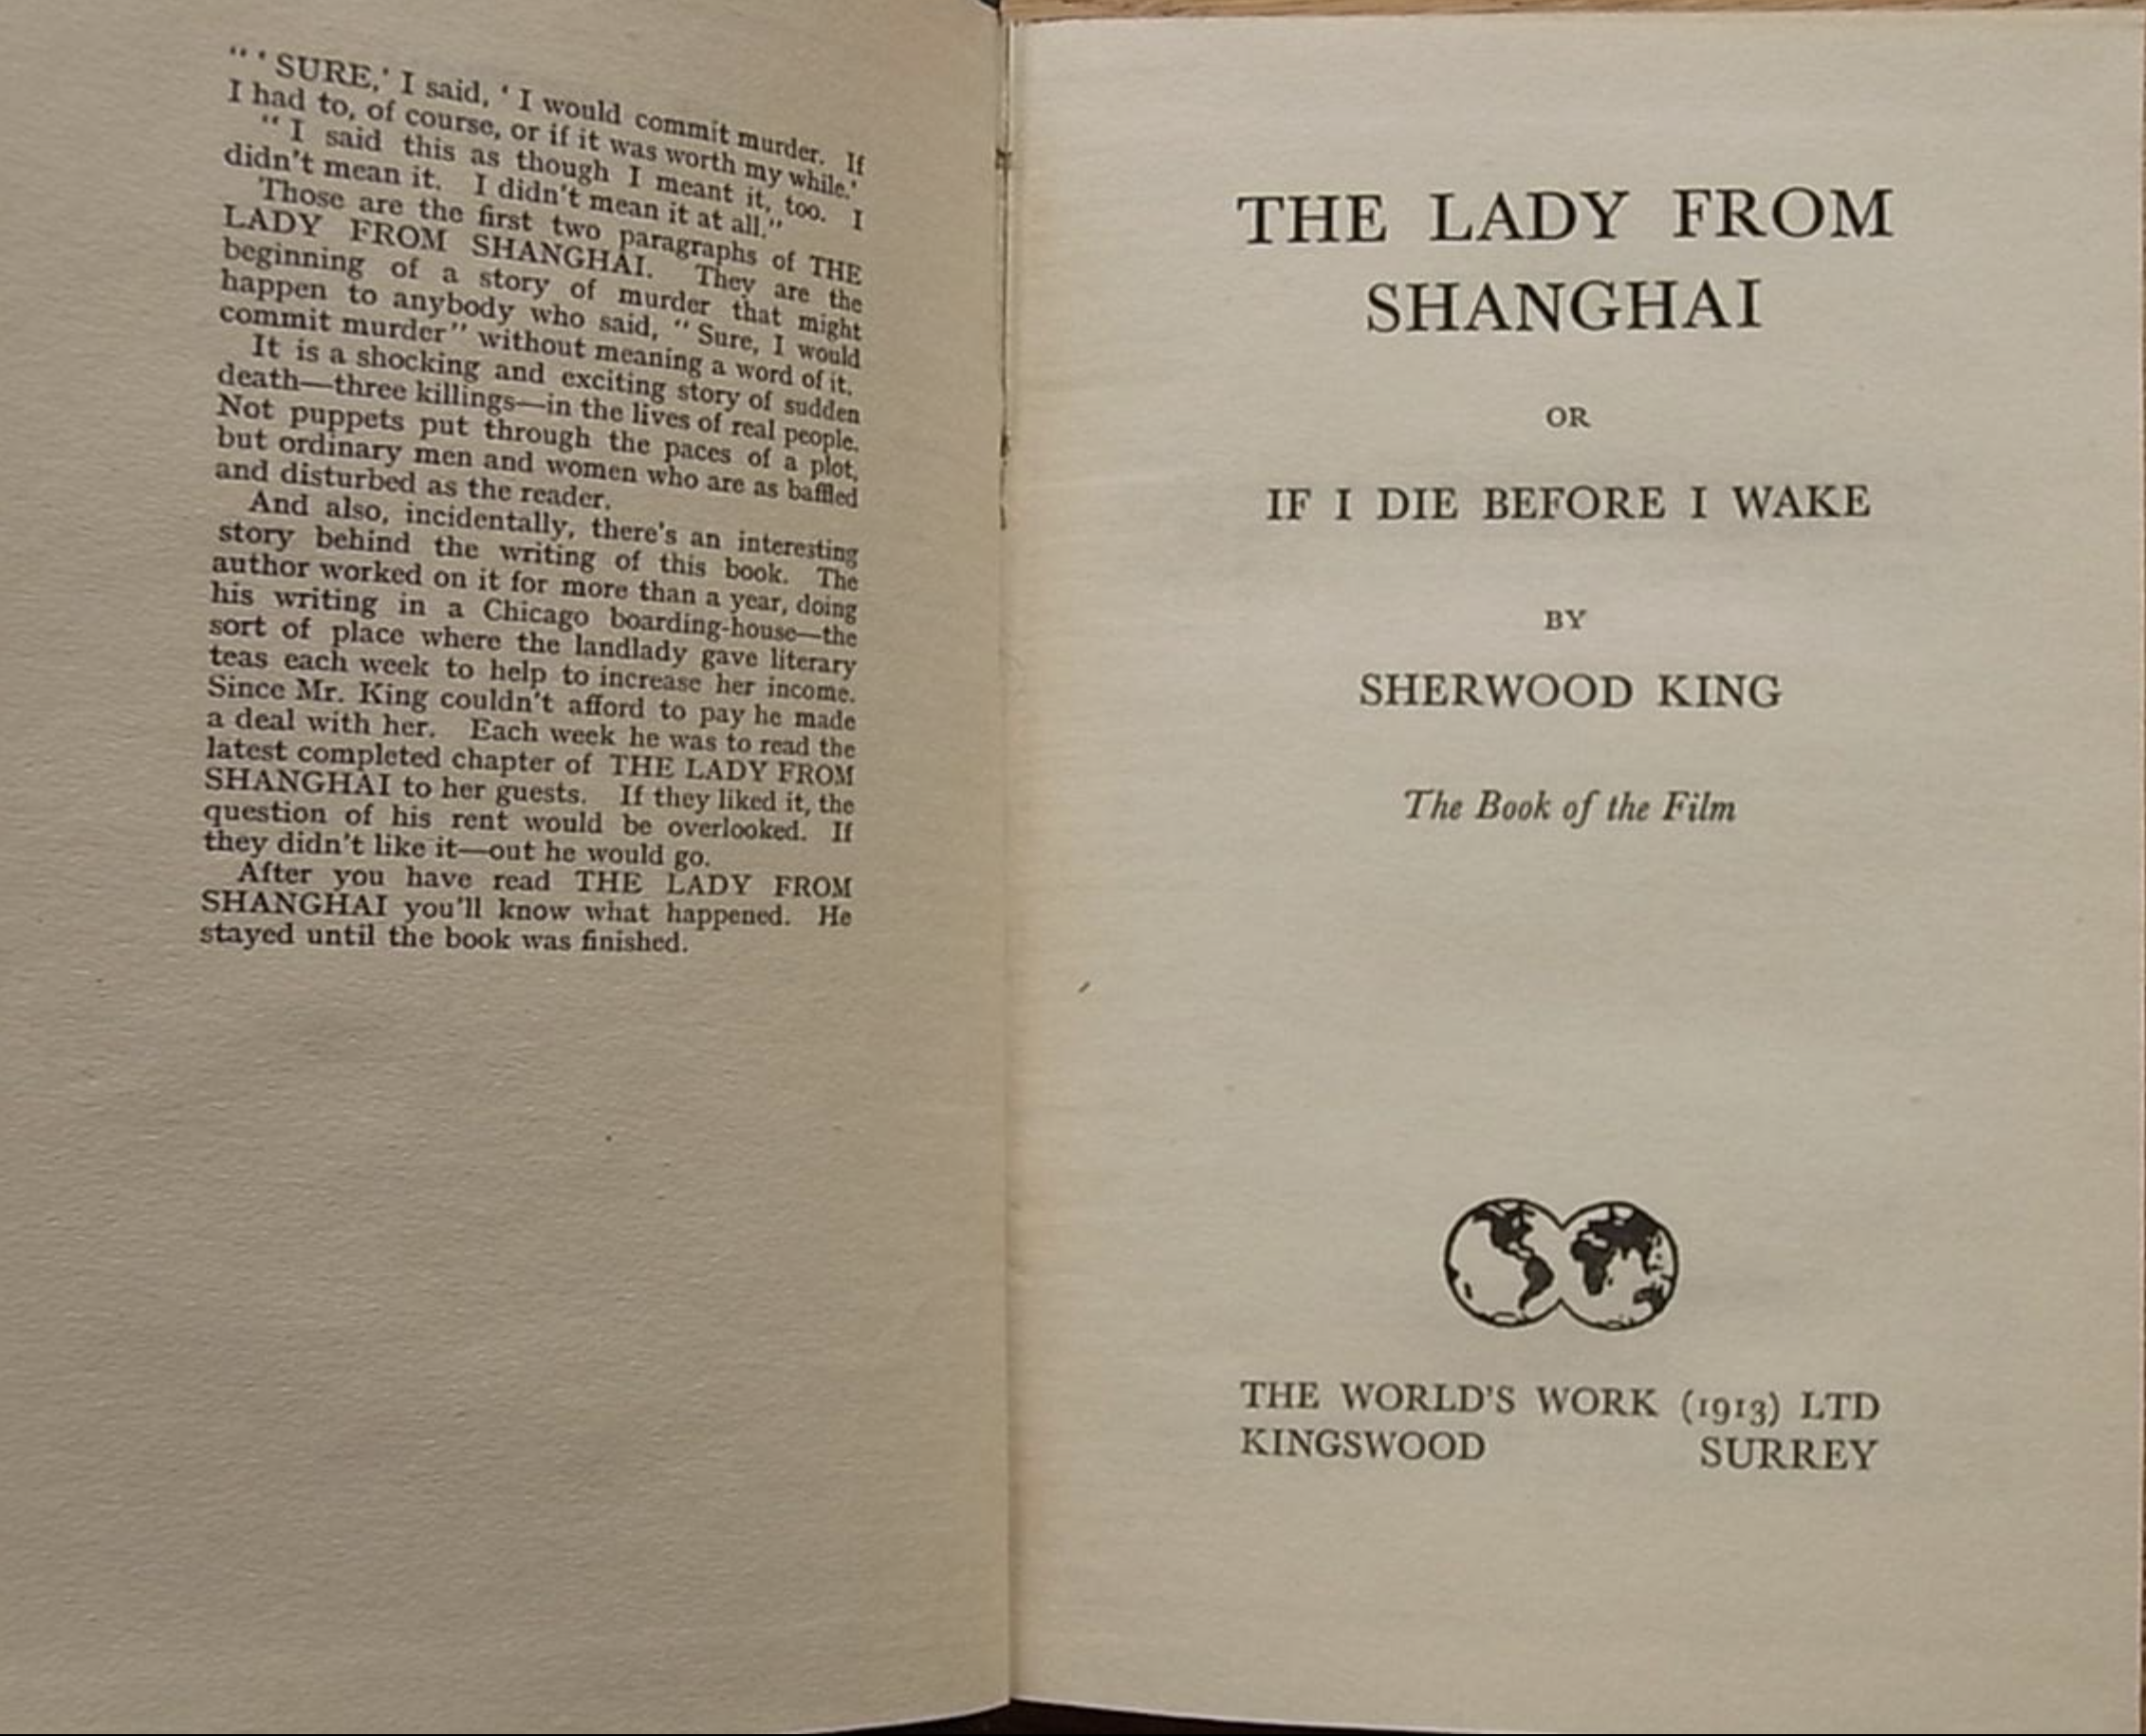 “ ‘ SURE,’ I said, ‘ I would commit murder. If
I had to, of course, or if it was worth my while.’
“ I said this as though I meant it, too. I
didn’t mean it. I didn’t mean it at all.”
Those are the first two paragraphs of THE
LADY FROM SHANGHAI. They are the
beginning of a story of murder that might
happen to anybody who said, “ Sure, I would
commit murder” without meaning a word of it.
It is a shocking and exciting story of sudden
death—three killings—in the lives of real people.
Not puppets put through the paces of a plot,
but ordinary men and women who are as baffled
and disturbed as the reader.
And also, incidentally, there’s an interesting
story behind the writing of this book. The
author worked on it for more than a year, doing
his writing in a Chicago boarding-house—the
sort of place where the landlady gave literary
teas each week to help to increase her income.
Since Mr. King couldn’t afford to pay he made
a deal with her. Each week he was to read the
latest completed chapter of THE LADY FROM
SHANGHAI to her guests. If they liked it, the
question of his rent would be overlooked. If
they didn’t like it—out he would go.
After you have read THE LADY FROM
SHANGHAI you’ll know what happened. He
stayed until the book was finished.
THE LADY FROM
SHANGHAI
OR
IF I DIE BEFORE I WAKE
BY
SHERWOOD KING
The Book of the Film
THE WORLD’S WORK (1913) LTD
KINGSWOOD SURREY